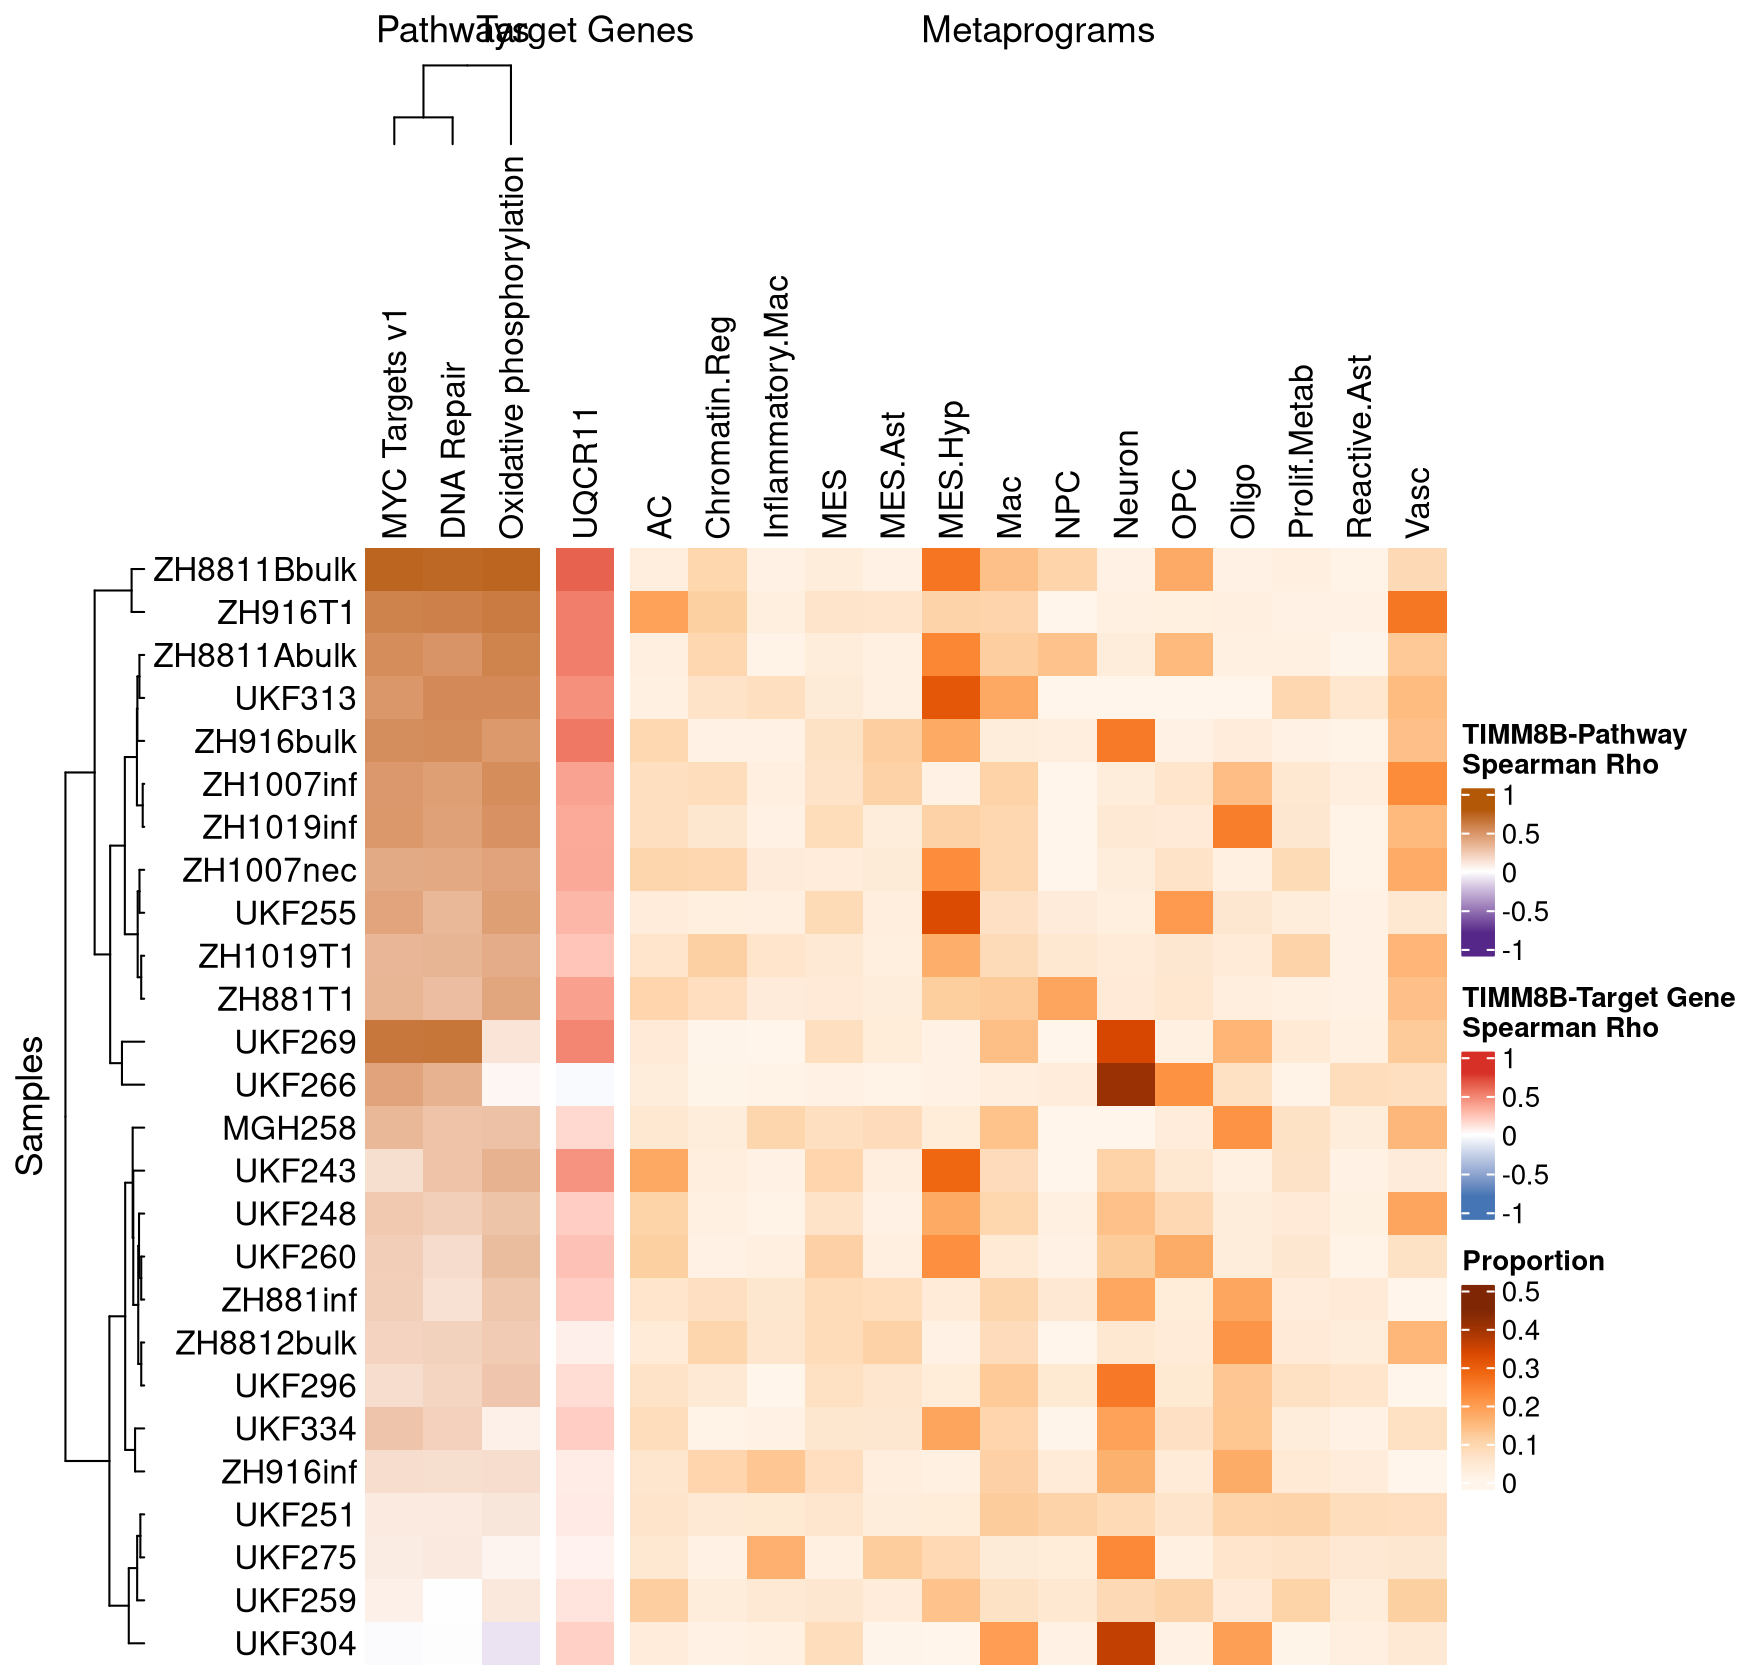 Pathways Target Genes Metaprograms
MYC Targets v1
DNA Repair
Oxidative phosphorylation
UQCR11
AC
Chromatin.Reg
Inflammatory.Mac
MES
MES.Ast
MES.Hyp
Mac
NPC
Neuron
OPC
Oligo
Prolif.Metab
Reactive.Ast
Vasc
Samples
ZH8811Bbulk
ZH916T1
ZH8811Abulk
UKF313
ZH916bulk
ZH1007inf
ZH1019inf
ZH1007nec
UKF255
ZH1019T1
ZH881T1
UKF269
UKF266
MGH258
UKF243
UKF248
UKF260
ZH881inf
ZH8812bulk
UKF296
UKF334
ZH916inf
UKF251
UKF275
UKF259
UKF304
TIMM8B-Pathway
Spearman Rho
1
0.5
0
-0.5
-1
TIMM8B-Target Gene
Spearman Rho
1
0.5
0
-0.5
-1
Proportion
0.5
0.4
0.3
0.2
0.1
0